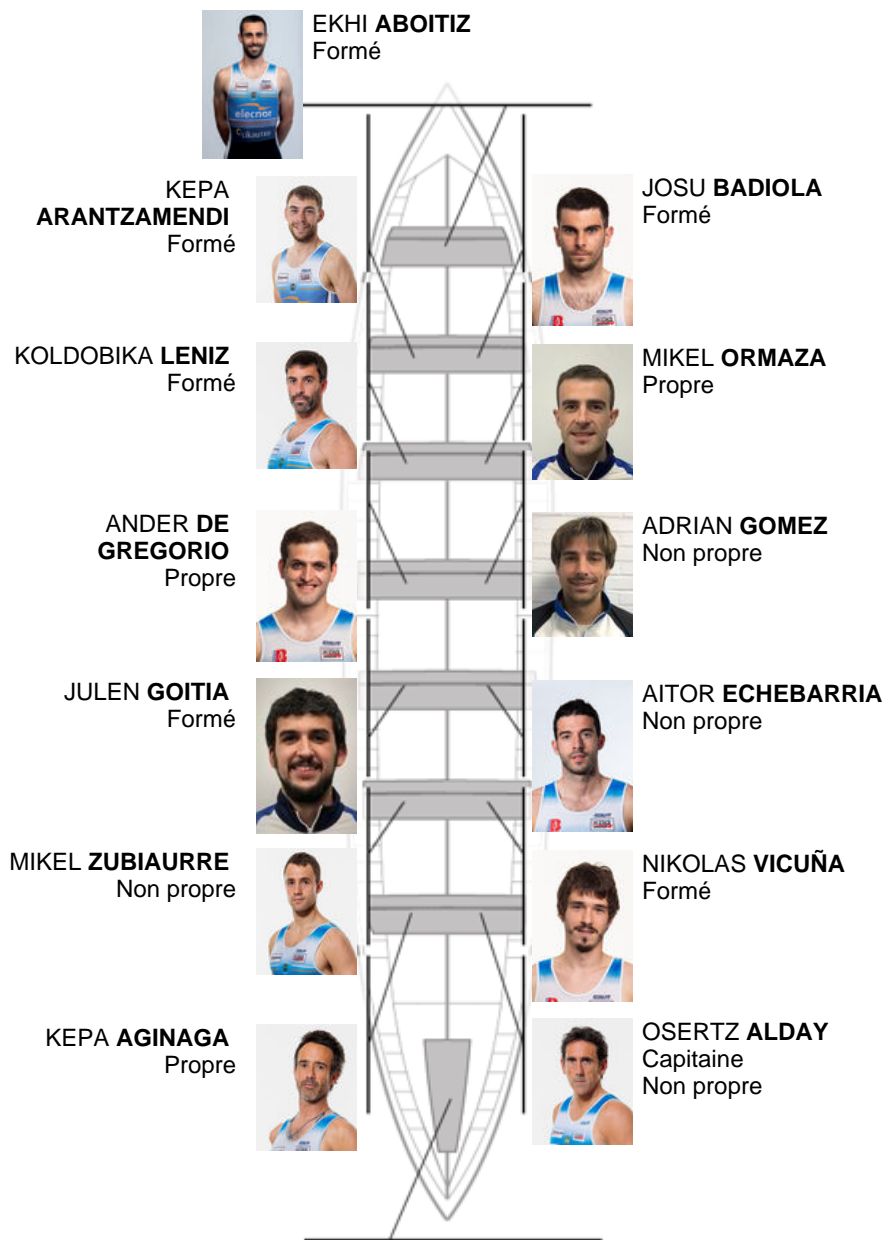 EKHI ABOITIZ
Formé
elecnor
KEPA
ARANTZAMENDI
Formé
JOSU BADIOLA
Formé
KOLDOBIKA LENIZ
Formé
MIKEL ORMAZA
Propre
ANDER DE
GREGORIO
Propre
ADRIAN GOMEZ
Non propre
JULEN GOITIA
Formé
AITOR ECHEBARRIA
Non propre
MIKEL ZUBIAURRE
Non propre
NIKOLAS VICUÑA
Formé
KEPA AGINAGA
Propre
OSERTZ ALDAY
Capitaine
Non propre